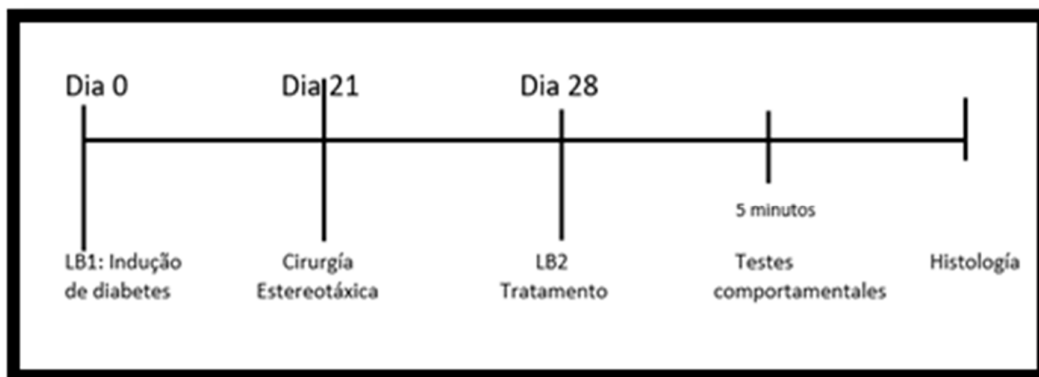 Dia 0
Dia 21
Dia 28
5 minutos
LB1: Indução
de diabetes
Cirurgía
Estereotáxica
LB2
Tratamento
Testes
comportamentales
Histología